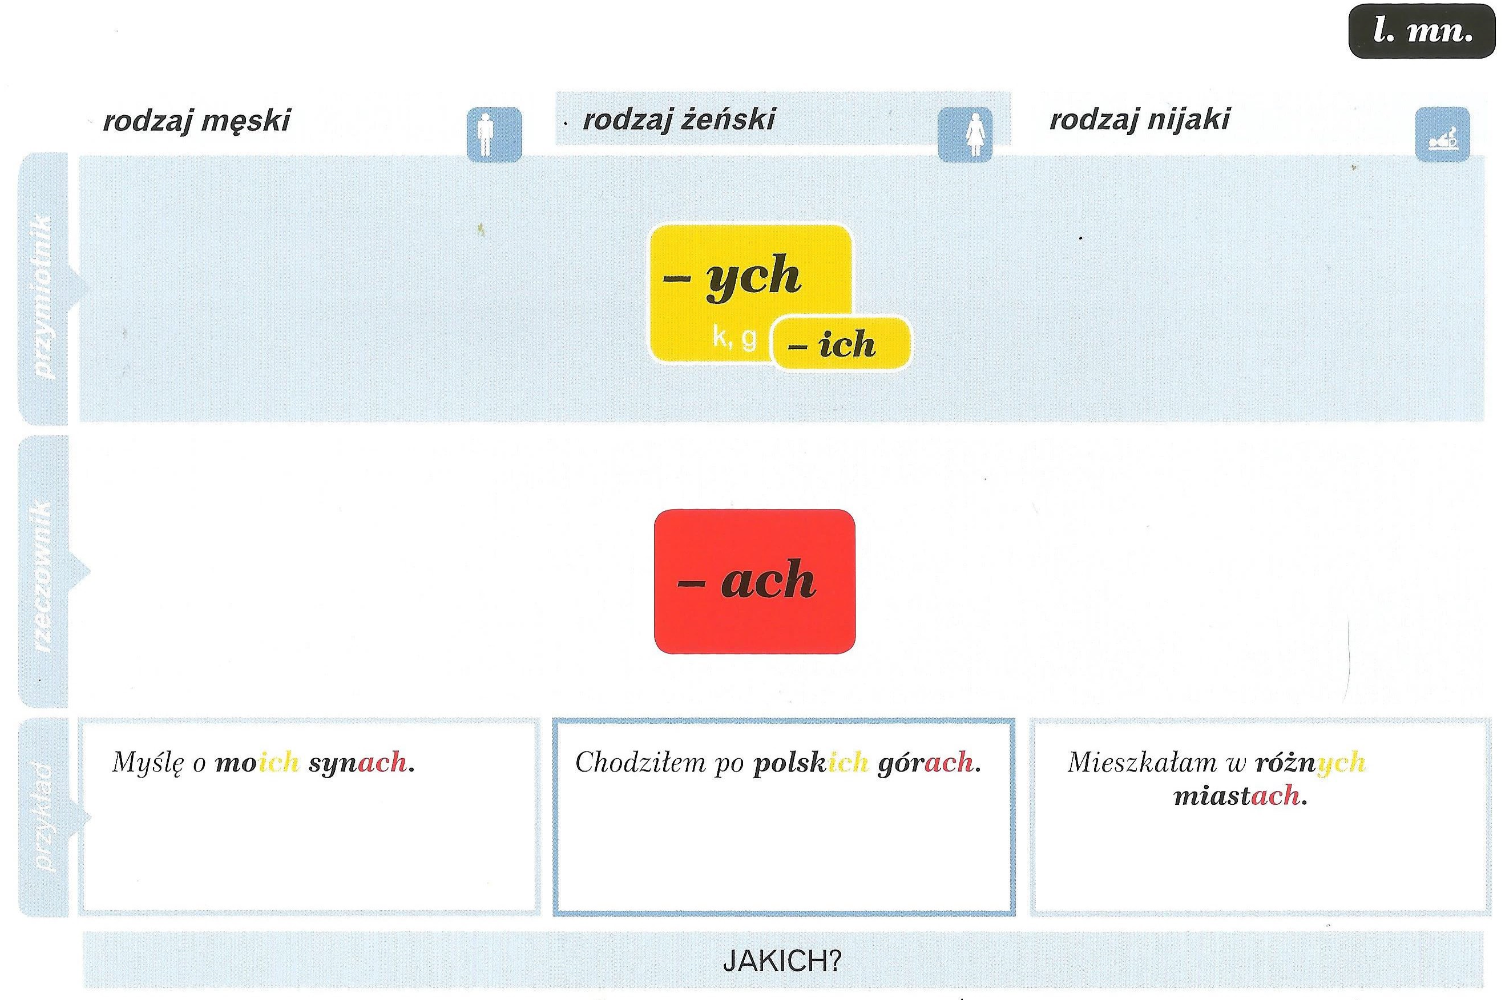 l. mn.
rodzaj męski
rodzaj żeński
rodzaj nijaki
przymiotnik
– ych
k, g – ich
rzeczownik
– ach
przykład
Myślę o moich synach.
Chodziłem po polskich górach.
Mieszkałam w różnych
miastach.
JAKICH?